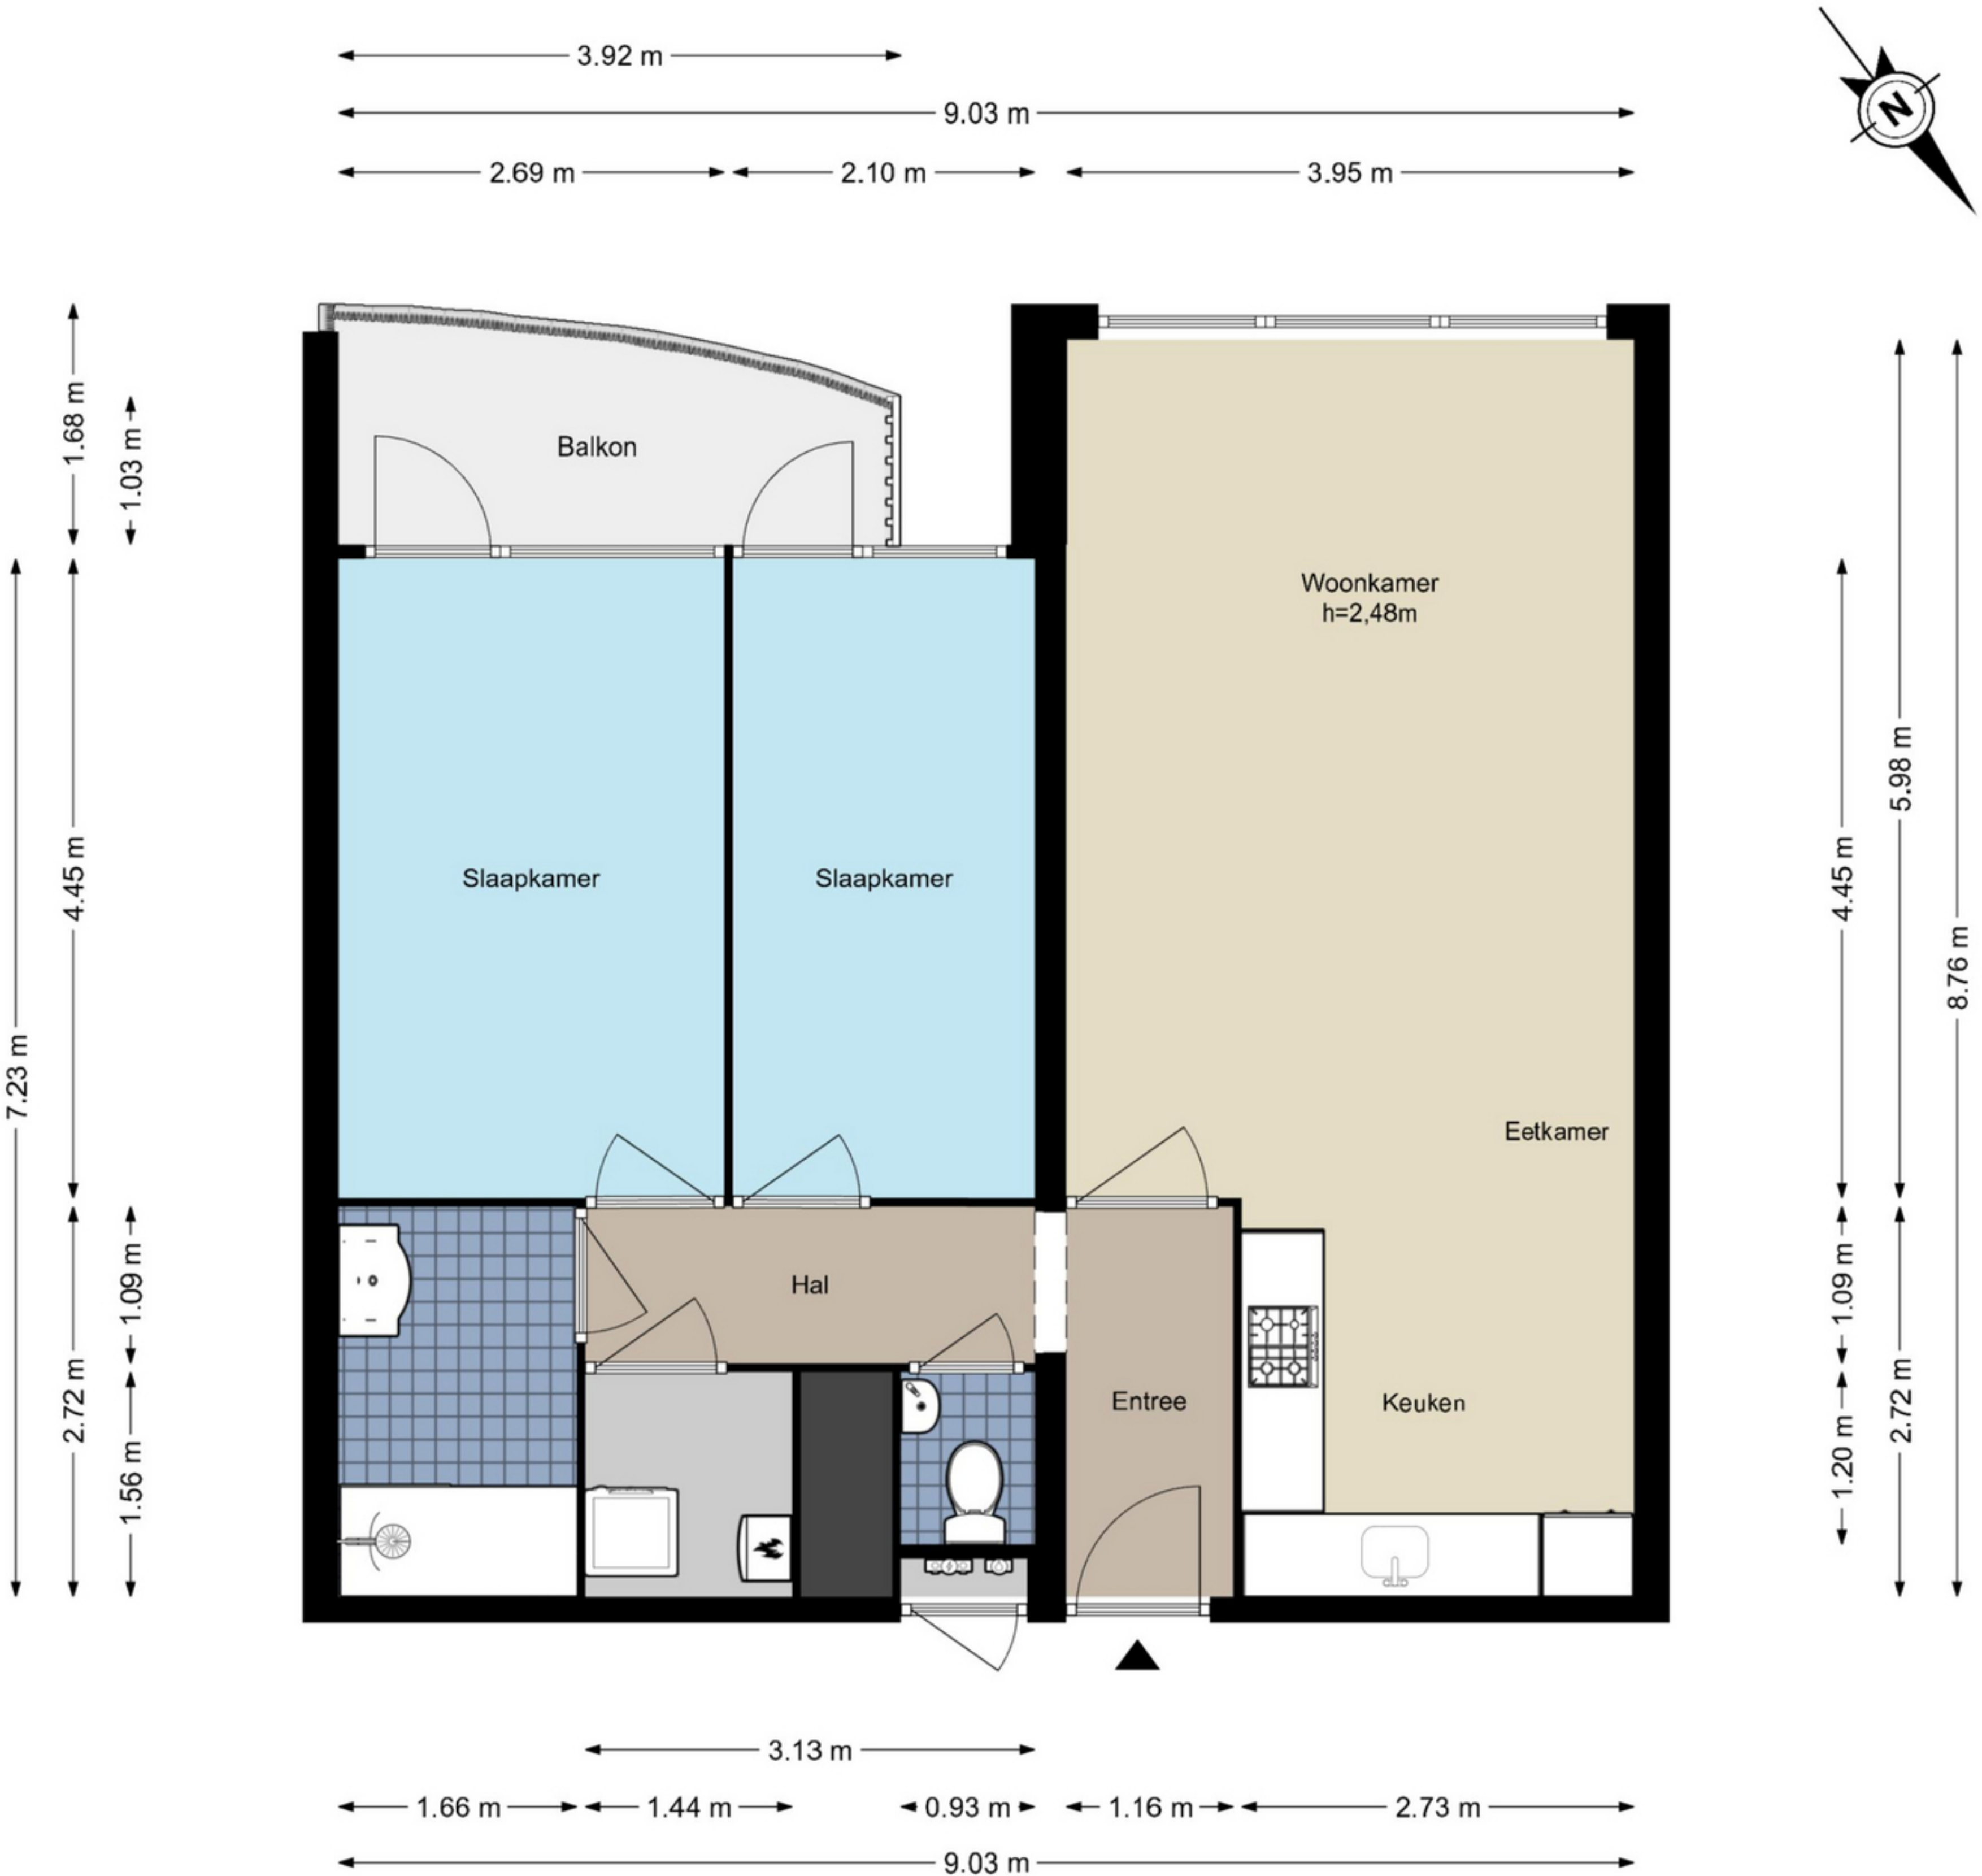 3.92 m
9.03 m
2.69 m
2.10 m
3.95 m
N
1.68 m
1.03 m
Balkon
Woonkamer
h=2,48m
5.98 m
4.45 m
4.45 m
Slaapkamer
Slaapkamer
8.76 m
7.23 m
Eetkamer
1.09 m
Hal
1.09 m
2.72 m
Entree
Keuken
2.72 m
1.56 m
1.20 m
3.13 m
1.66 m
1.44 m
0.93 m
1.16 m
2.73 m
9.03 m